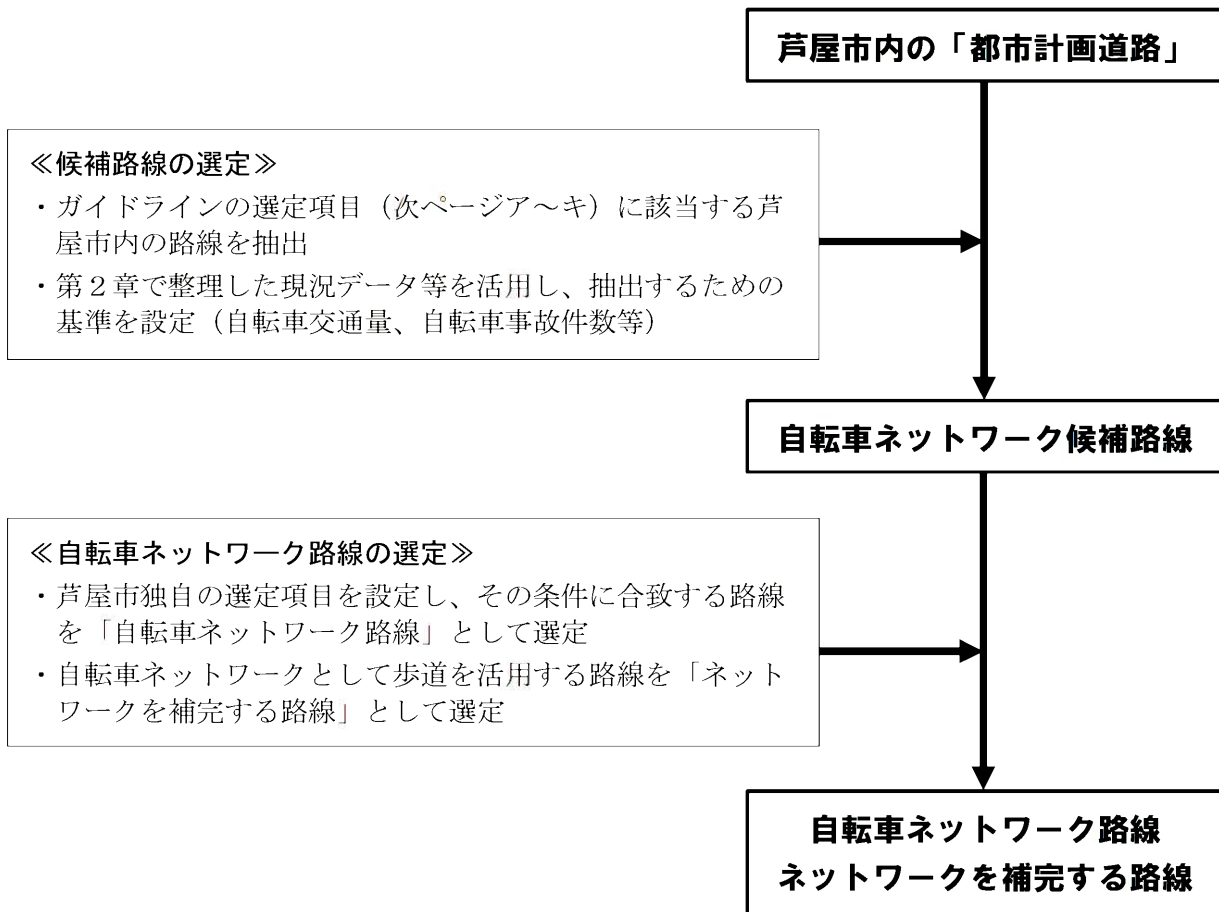 芦屋市内の「都市計画道路」
≪候補路線の選定≫
・ガイドラインの選定項目（次ページア～キ）に該当する芦
屋市内の路線を抽出
・第２章で整理した現況データ等を活用し、抽出するための
基準を設定（自転車交通量、自転車事故件数等）
自転車ネットワーク候補路線
≪自転車ネットワーク路線の選定≫
・芦屋市独自の選定項目を設定し、その条件に合致する路線
を「自転車ネットワーク路線」として選定
・自転車ネットワークとして歩道を活用する路線を「ネット
ワークを補完する路線」として選定
自転車ネットワーク路線
ネットワークを補完する路線